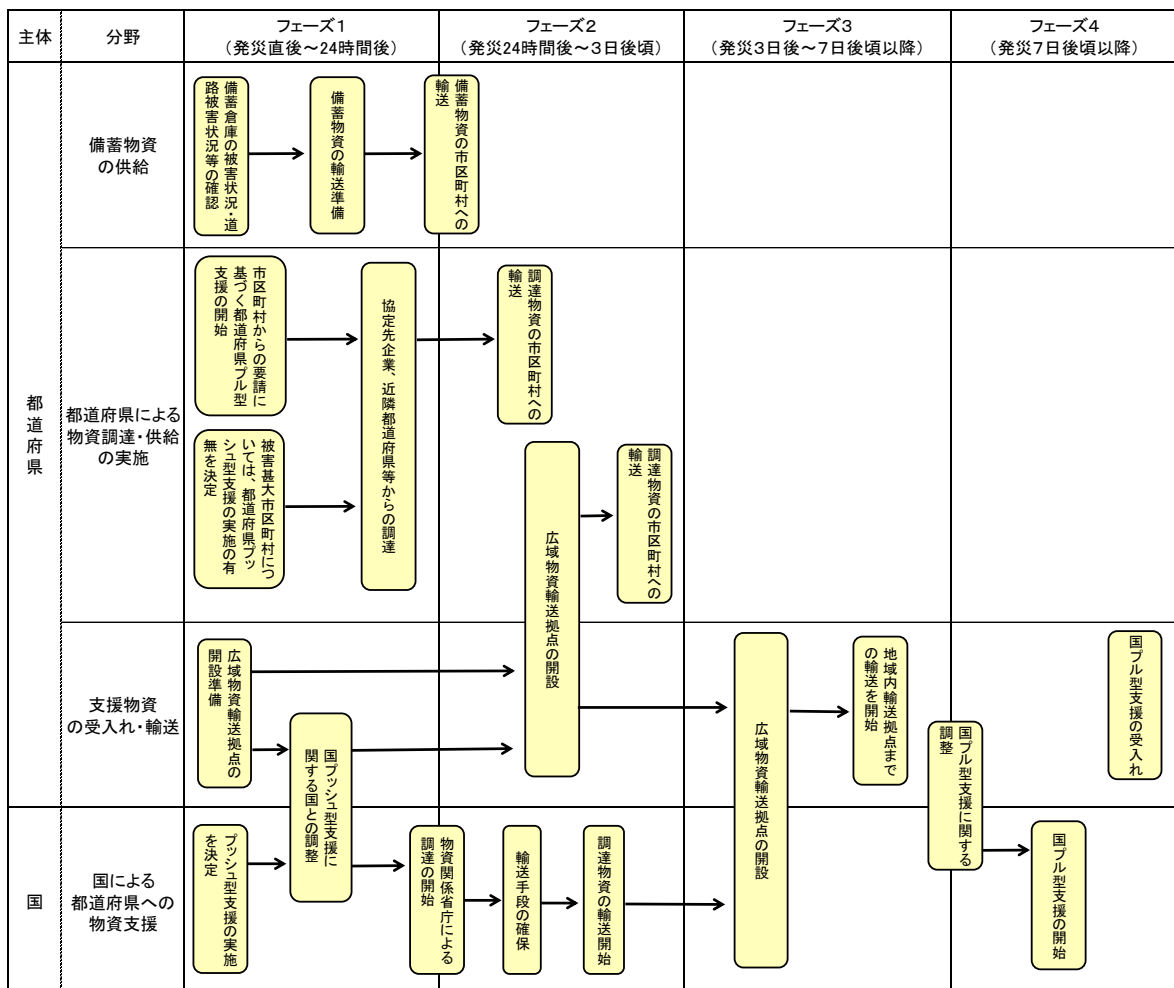 主体
分野
フェーズ1
（発災直後～24時間後）
フェーズ2
（発災24時間後～3日後頃）
フェーズ3
（発災3日後～7日後頃以降）
フェーズ4
（発災7日後頃以降）
都道府県
備蓄物資
の供給
備蓄倉庫の被害状況・道
路被害状況等の確認
備蓄物資の輸送準備
備蓄物資の市区町村への
輸送
都道府県による
物資調達・供給
の実施
市区町村からの要請に
基づく都道府県プル型
支援の開始
被害甚大市区町村につ
いては、都道府県プッ
シュ型支援の実施の有
無を決定
協定先企業、近隣都道府県等からの調達
調達物資の市区町村への
輸送
広域物資輸送拠点の開設
調達物資の市区町村への
輸送
支援物資
の受入れ・輸送
広域物資輸送拠点の
開設準備
国プッシュ型支援に
関する国との調整
広域物資輸送拠点の開設
地域内輸送拠点まで
の輸送を開始
国プル型支援に関する
調整
国プル型支援の受入れ
国
国による
都道府県への
物資支援
プッシュ型支援の実施
を決定
物資関係省庁による
調達の開始
輸送手段の確保
調達物資の輸送開始
国プル型支援の開始